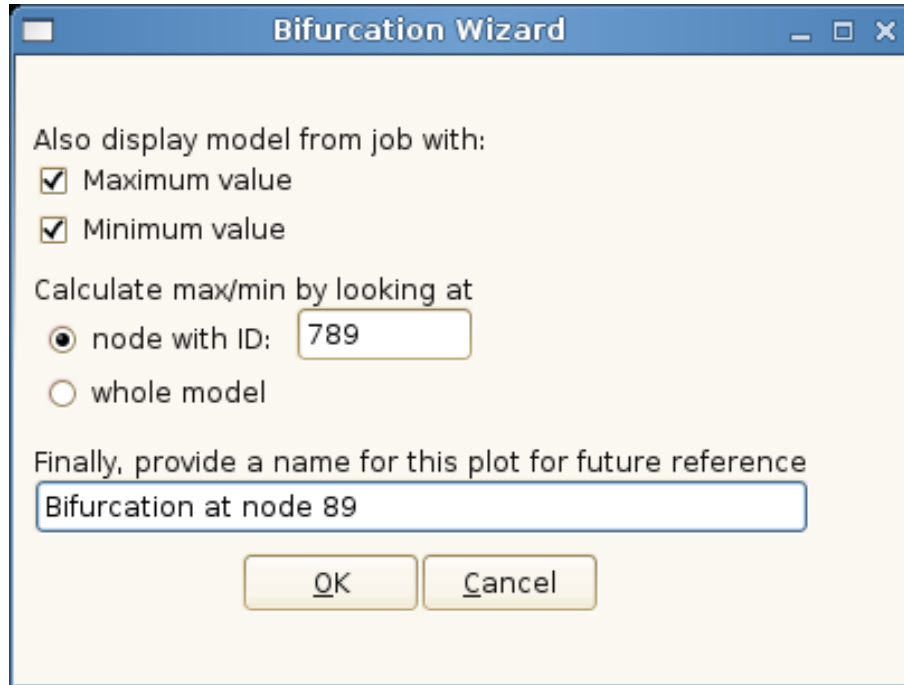 Bifurcation Wizard
Also display model from job with:
Maximum value
Minimum value
Calculate max/min by looking at
node with ID: 789
whole model
Finally, provide a name for this plot for future reference
Bifurcation at node 89
OK Cancel